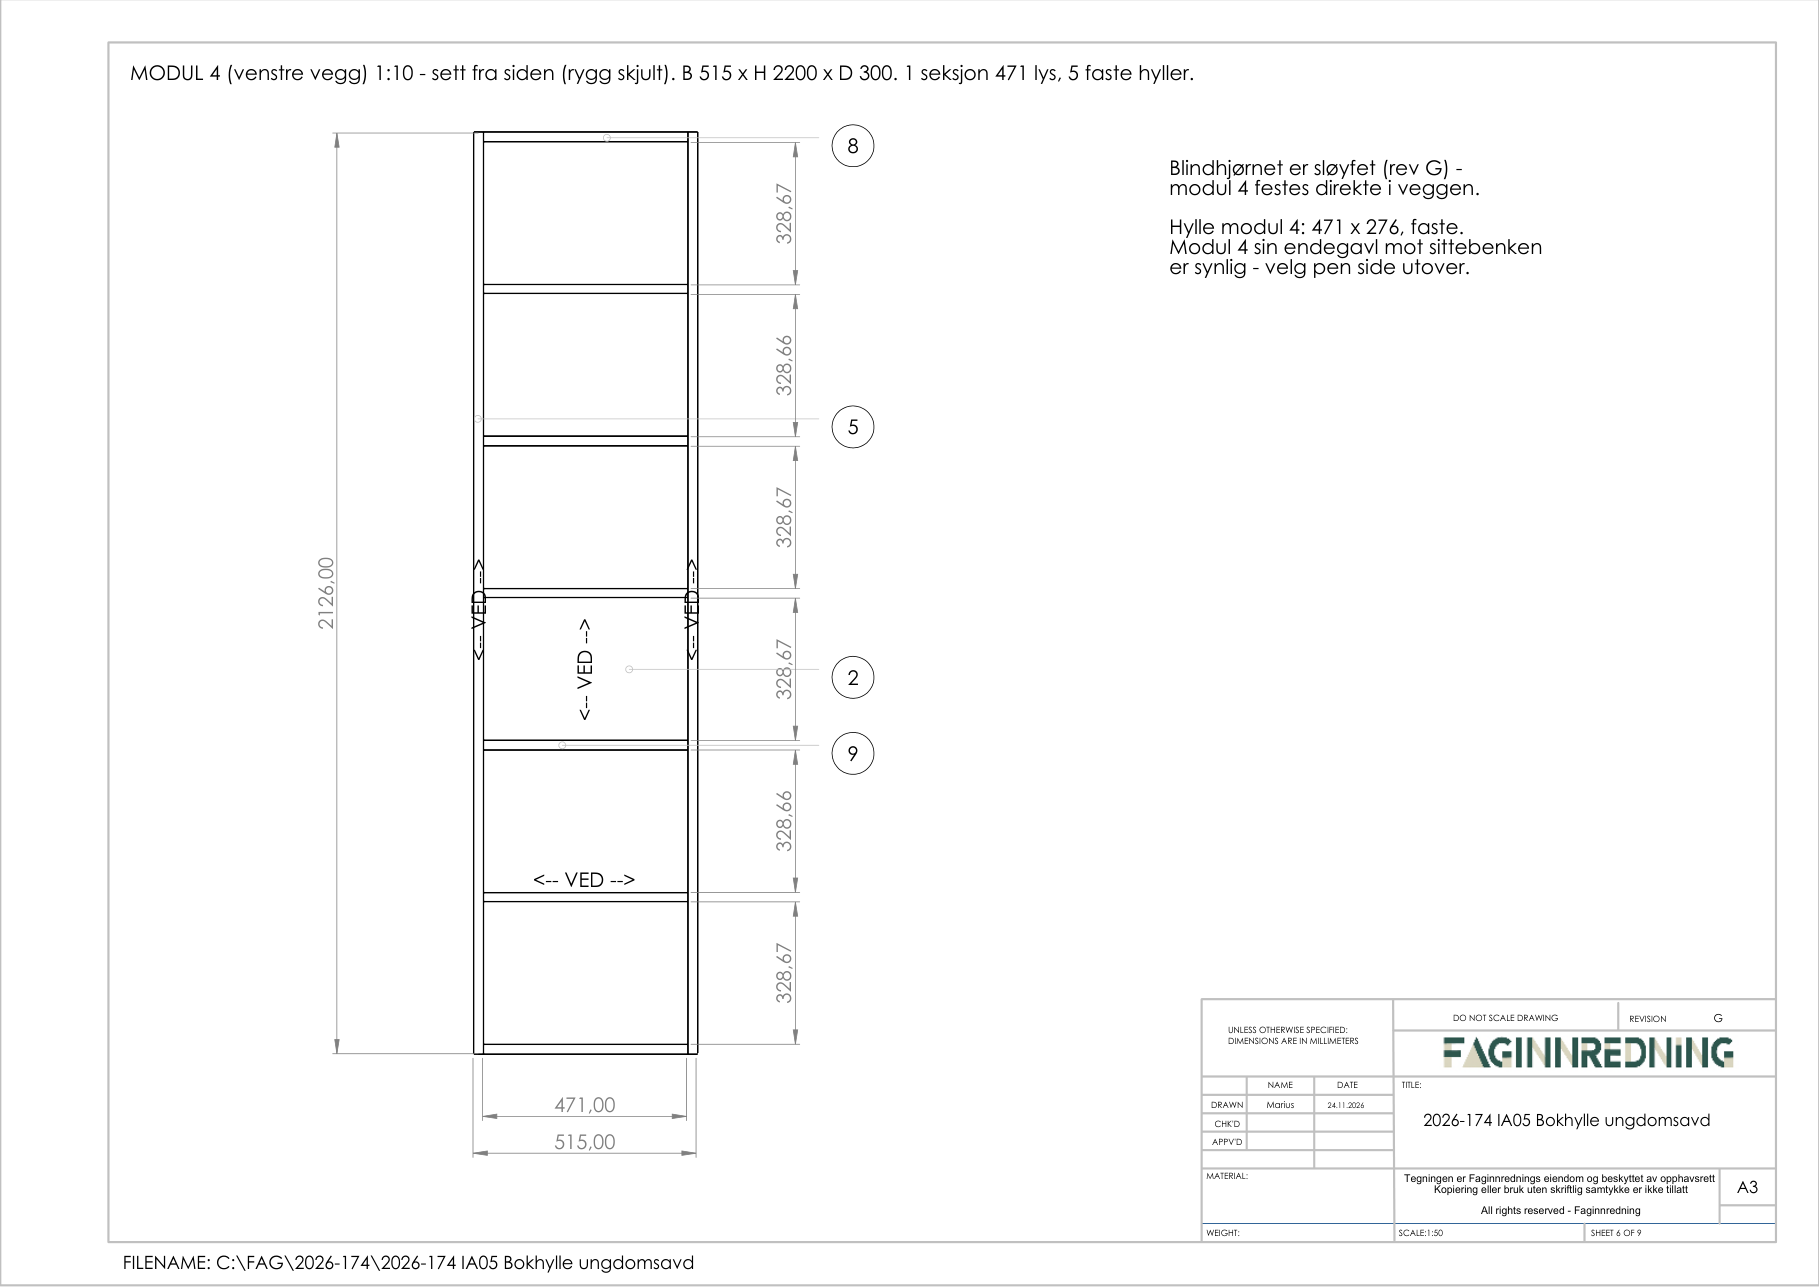 MODUL 4 (venstre vegg) 1:10 - sett fra siden (rygg skjult). B 515 x H 2200 x D 300. 1 seksjon 471 lys, 5 faste hyller.
8
328,67
Blindhjørnet er sløyfet (rev G) -
modul 4 festes direkte i veggen.
Hylle modul 4: 471 x 276, faste.
Modul 4 sin endegavl mot sittebenken
er synlig - velg pen side utover.
328,66
5
328,67
2126,00
<-- VED -->
<-- VED -->
<-- VED -->
328,67
2
9
328,66
<-- VED -->
328,67
471,00
515,00
UNLESS OTHERWISE SPECIFIED:
DIMENSIONS ARE IN MILLIMETERS
DO NOT SCALE DRAWING
REVISION G
FAGINNREDNING
NAME DATE
DRAWN Marius 24.11.2026
CHK'D
APPV'D
TITLE:
2026-174 IA05 Bokhylle ungdomsavd
MATERIAL:
Tegningen er Faginnrednings eiendom og beskyttet av opphavsrett
Kopiering eller bruk uten skriftlig samtykke er ikke tillatt
All rights reserved - Faginnredning
A3
WEIGHT:
SCALE:1:50
SHEET 6 OF 9
FILENAME: C:\FAG\2026-174\2026-174 IA05 Bokhylle ungdomsavd